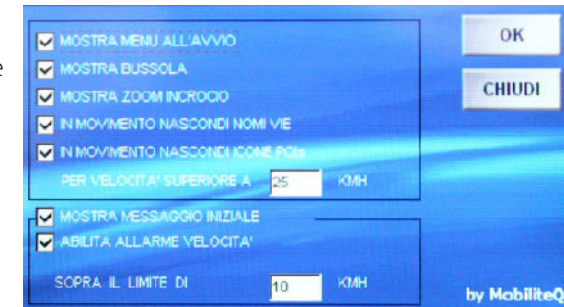 e
MOSTRA MENU ALL'AVVIO
MOSTRA BUSSOLA
MOSTRA ZOOM INCROCIO
IN MOVIMENTO NASCONDI NOMI VIE
IN MOVIMENTO NASCONDI ICONE POIs
PER VELOCITA' SUPERIORE A 25 KMH
MOSTRA MESSAGGIO INIZIALE
ABILITA ALLARME VELOCITA'
SOPRA IL LIMITE DI 10 KMH
OK
CHIUDI
by MobiliteQ